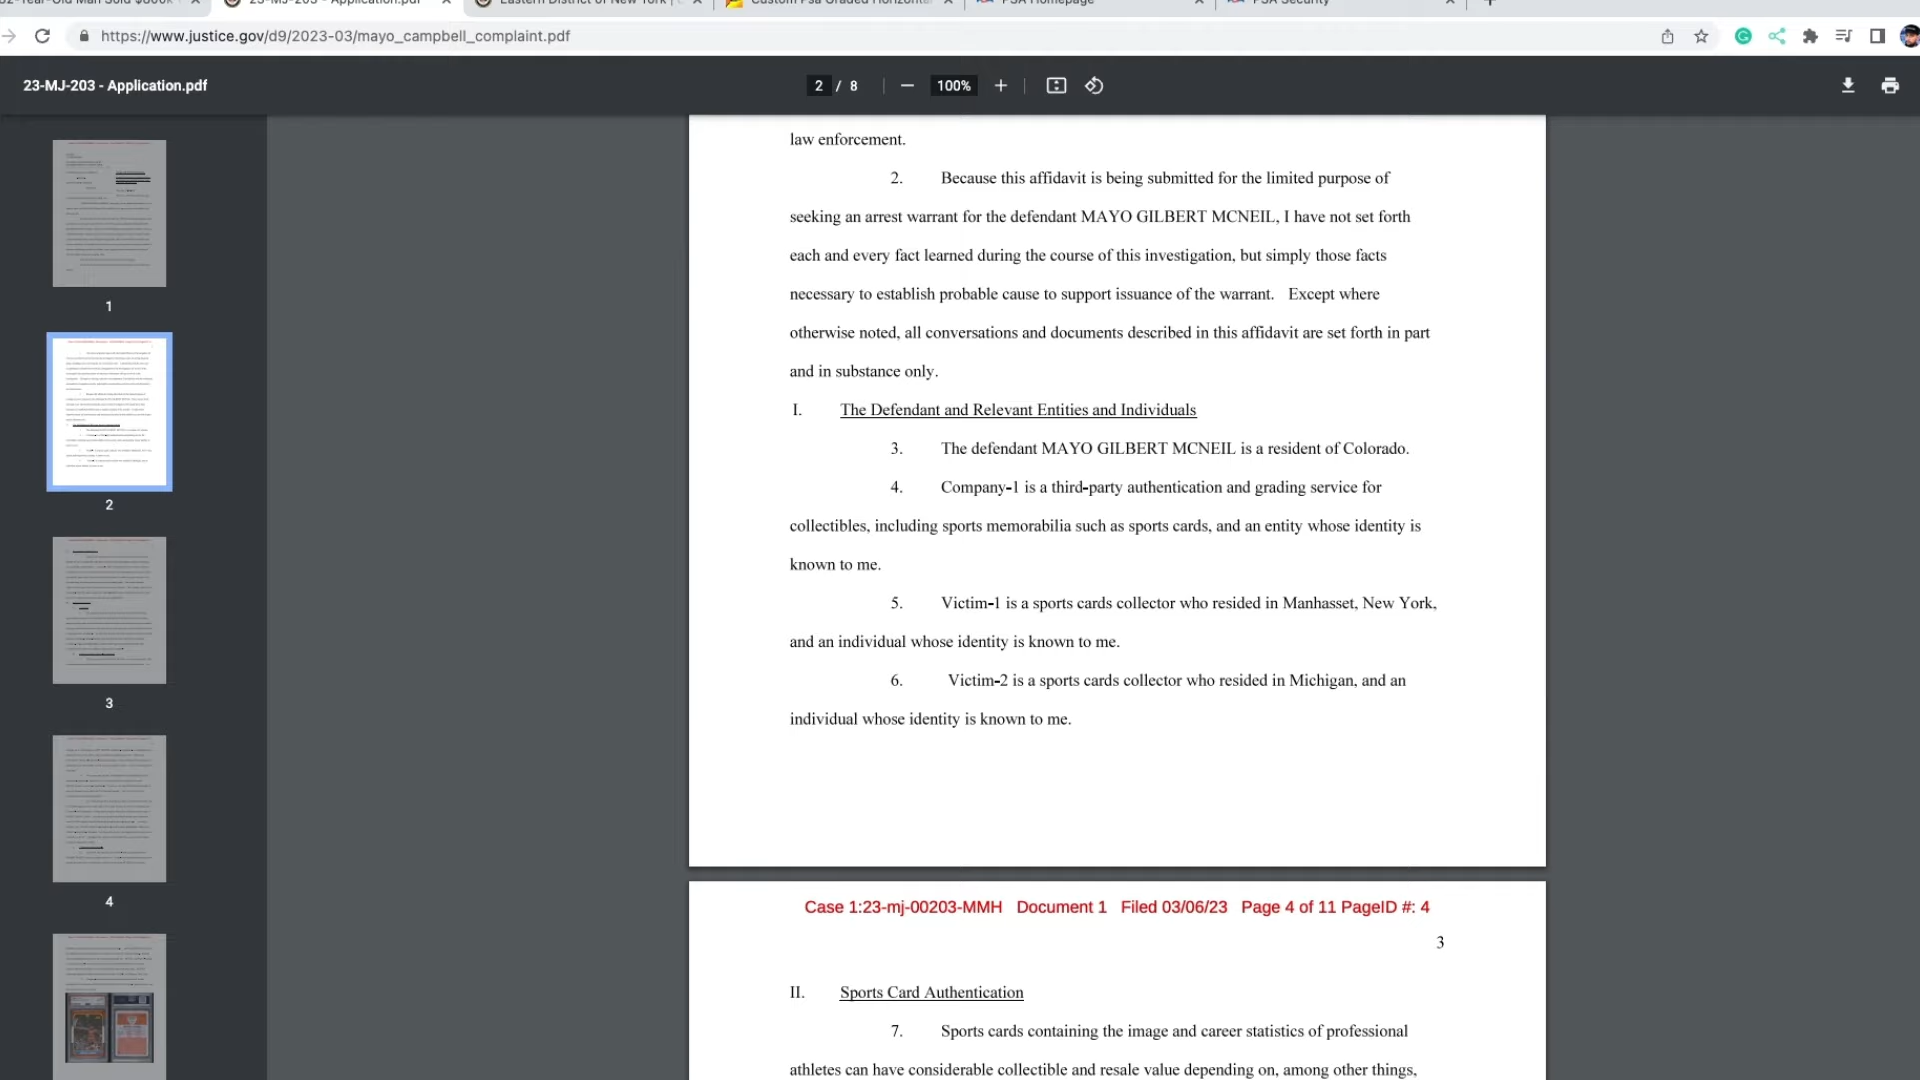 23-MJ-203 - Application.pdf
Eastern District of New York
Custom Psa Graded Horizonta
PSA Homepage
PSA Security
https://www.justice.gov/d9/2023-03/mayo_campbell_complaint.pdf
23-MJ-203 - Application.pdf
2 / 8
100%
1
2
3
4
law enforcement.
2. Because this affidavit is being submitted for the limited purpose of
seeking an arrest warrant for the defendant MAYO GILBERT MCNEIL, I have not set forth
each and every fact learned during the course of this investigation, but simply those facts
necessary to establish probable cause to support issuance of the warrant. Except where
otherwise noted, all conversations and documents described in this affidavit are set forth in part
and in substance only.
I. The Defendant and Relevant Entities and Individuals
3. The defendant MAYO GILBERT MCNEIL is a resident of Colorado.
4. Company-1 is a third-party authentication and grading service for
collectibles, including sports memorabilia such as sports cards, and an entity whose identity is
known to me.
5. Victim-1 is a sports cards collector who resided in Manhasset, New York,
and an individual whose identity is known to me.
6. Victim-2 is a sports cards collector who resided in Michigan, and an
individual whose identity is known to me.
Case 1:23-mj-00203-MMH Document 1 Filed 03/06/23 Page 4 of 11 PageID #: 4
3
II. Sports Card Authentication
7. Sports cards containing the image and career statistics of professional
athletes can have considerable collectible and resale value depending on, among other things,